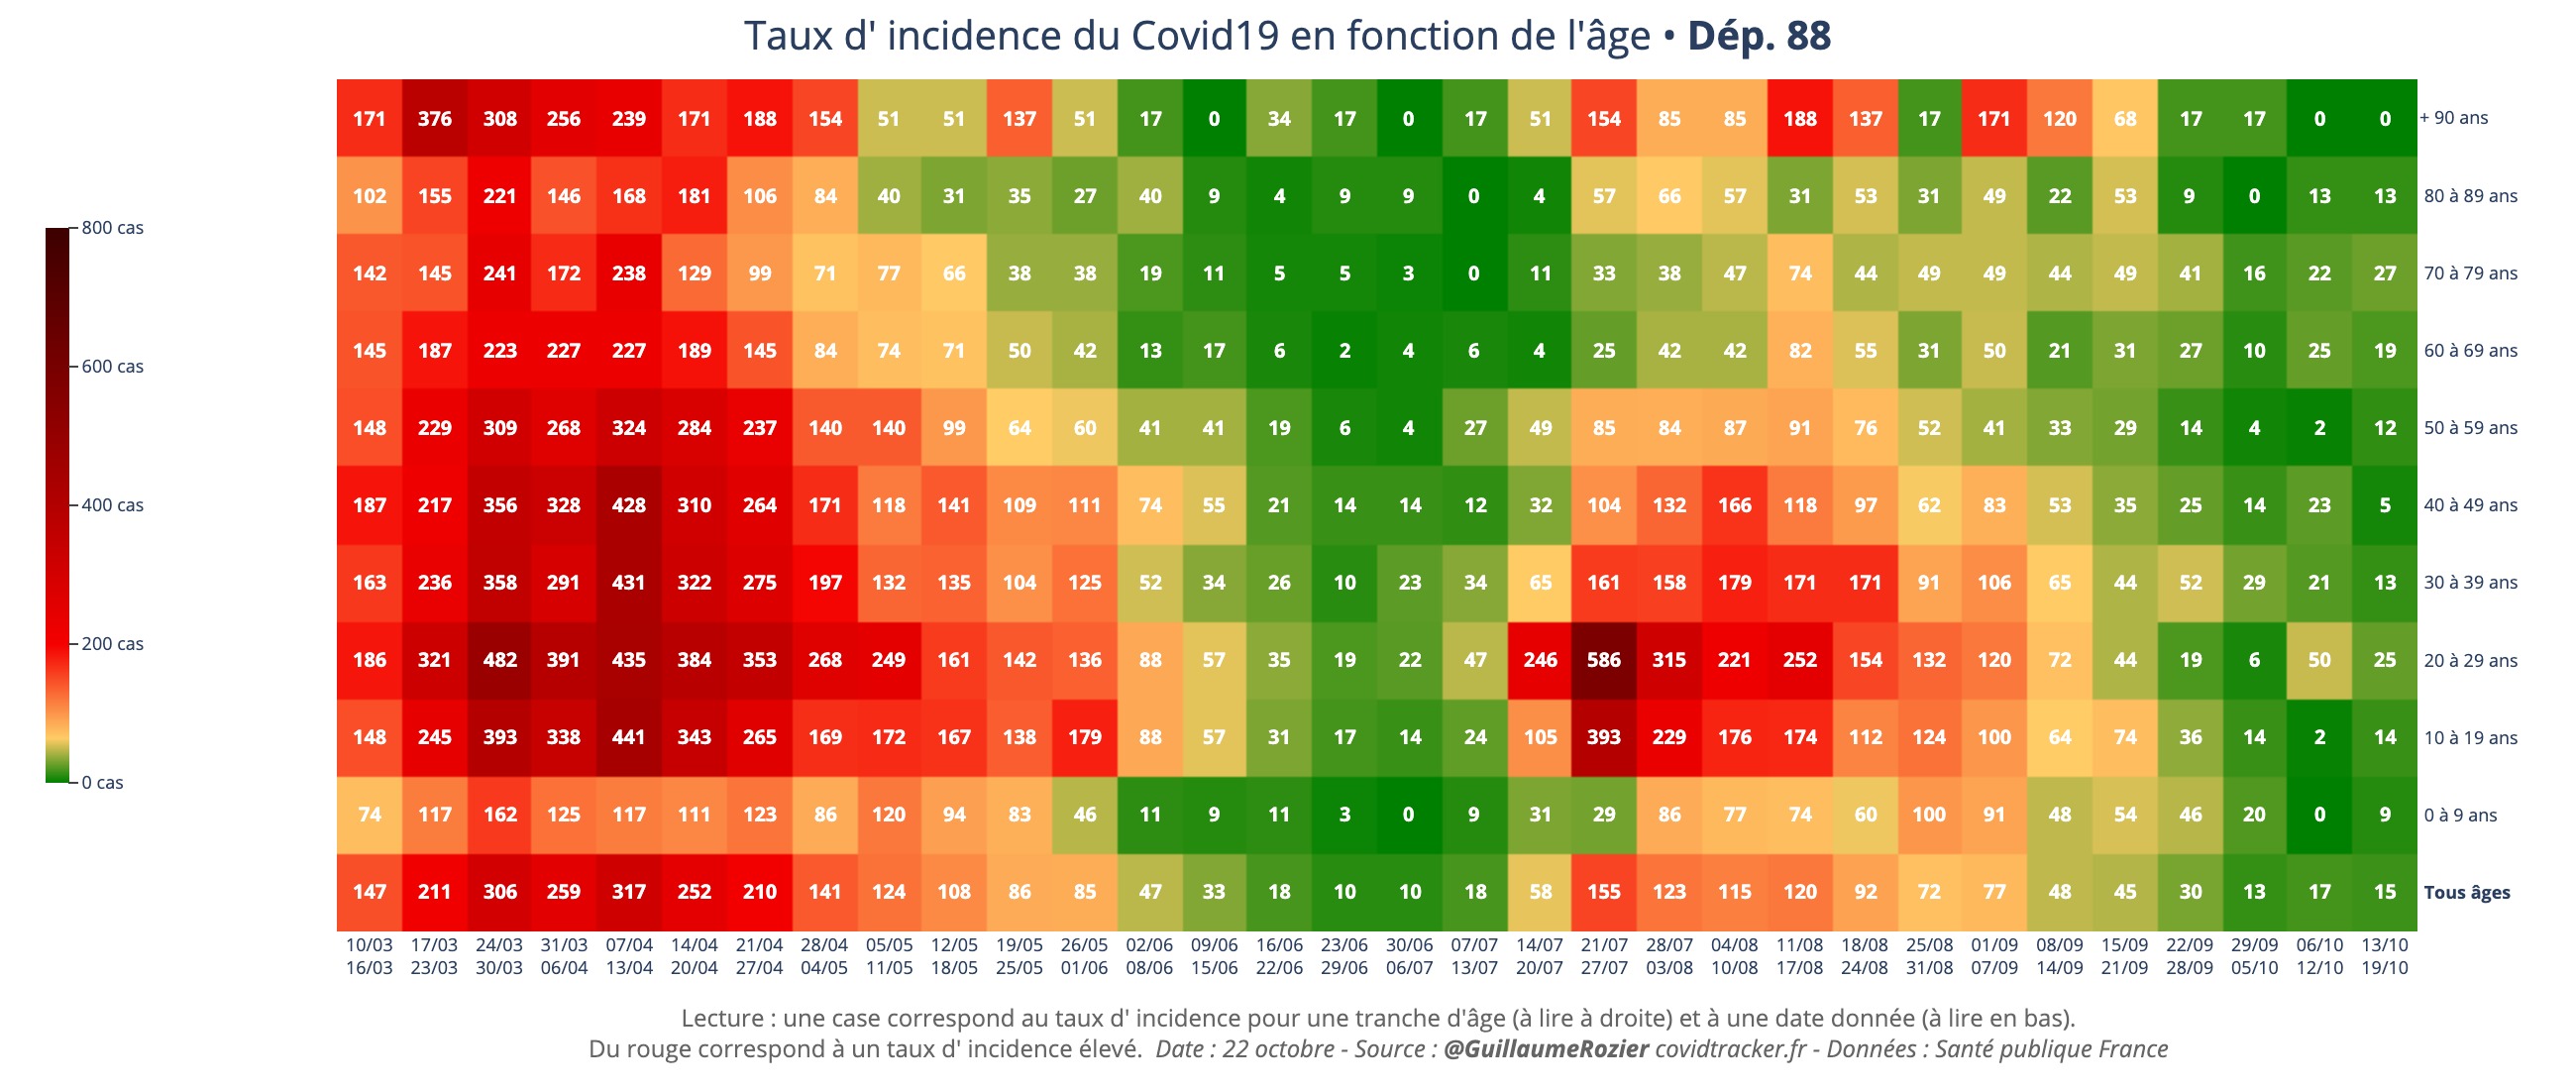 Taux d' incidence du Covid19 en fonction de l'âge • Dép. 88
800 cas
600 cas
400 cas
200 cas
0 cas
171 376 308 256 239 171 188 154 51 51 137 51 17 0 34 17 0 17 51 154 85 85 188 137 17 171 120 68 17 17 0 0 + 90 ans
102 155 221 146 168 181 106 84 40 31 35 27 40 9 4 9 9 0 4 57 66 57 31 53 31 49 22 53 9 0 13 13 80 à 89 ans
142 145 241 172 238 129 99 71 77 66 38 38 19 11 5 5 3 0 11 33 38 47 74 44 49 49 44 49 41 16 22 27 70 à 79 ans
145 187 223 227 227 189 145 84 74 71 50 42 13 17 6 2 4 6 4 25 42 42 82 55 31 50 21 31 27 10 25 19 60 à 69 ans
148 229 309 268 324 284 237 140 140 99 64 60 41 41 19 6 4 27 49 85 84 87 91 76 52 41 33 29 14 4 2 12 50 à 59 ans
187 217 356 328 428 310 264 171 118 141 109 111 74 55 21 14 14 12 32 104 132 166 118 97 62 83 53 35 25 14 23 5 40 à 49 ans
163 236 358 291 431 322 275 197 132 135 104 125 52 34 26 10 23 34 65 161 158 179 171 171 91 106 65 44 52 29 21 13 30 à 39 ans
186 321 482 391 435 384 353 268 249 161 142 136 88 57 35 19 22 47 246 586 315 221 252 154 132 120 72 44 19 6 50 25 20 à 29 ans
148 245 393 338 441 343 265 169 172 167 138 179 88 57 31 17 14 24 105 393 229 176 174 112 124 100 64 74 36 14 2 14 10 à 19 ans
74 117 162 125 117 111 123 86 120 94 83 46 11 9 11 3 0 9 31 29 86 77 74 60 100 91 48 54 46 20 0 9 0 à 9 ans
147 211 306 259 317 252 210 141 124 108 86 85 47 33 18 10 10 18 58 155 123 115 120 92 72 77 48 45 30 13 17 15 Tous âges
10/03 17/03 24/03 31/03 07/04 14/04 21/04 28/04 05/05 12/05 19/05 26/05 02/06 09/06 16/06 23/06 30/06 07/07 14/07 21/07 28/07 04/08 11/08 18/08 25/08 01/09 08/09 15/09 22/09 29/09 06/10 13/10
16/03 23/03 30/03 06/04 13/04 20/04 27/04 04/05 11/05 18/05 25/05 01/06 08/06 15/06 22/06 29/06 06/07 13/07 20/07 27/07 03/08 10/08 17/08 24/08 31/08 07/09 14/09 21/09 28/09 05/10 12/10 19/10
Lecture : une case correspond au taux d' incidence pour une tranche d'âge (à lire à droite) et à une date donnée (à lire en bas).
Du rouge correspond à un taux d' incidence élevé. Date : 22 octobre - Source : @GuillaumeRozier covidtracker.fr - Données : Santé publique France